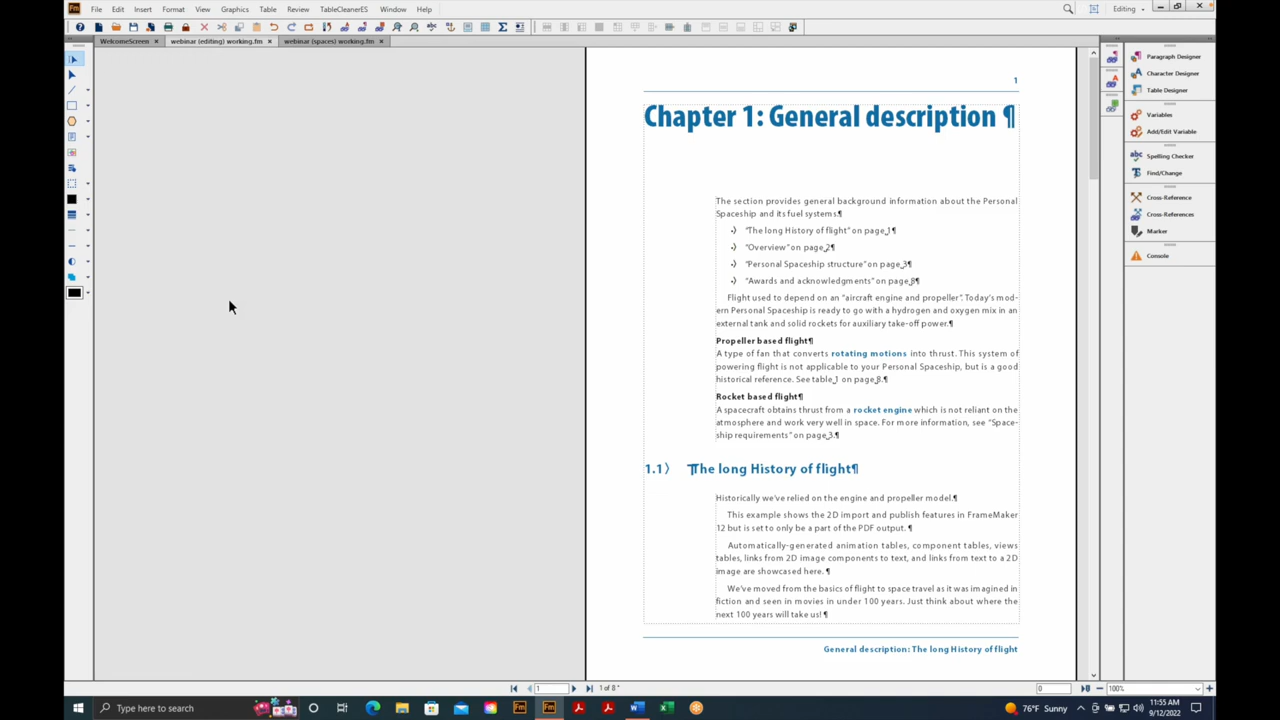 Fm File Edit Insert Format View Graphics Table Review TableCleanerES Window Help Editing
WelcomeScreen × webinar (editing) working.fm × webinar (spaces) working.fm ×
1
Chapter 1: General description ¶
The section provides general background information about the Personal
Spaceship and its fuel systems.¶
•⟩ “The long History of flight” on page 1¶
•⟩ “Overview” on page 2¶
•⟩ “Personal Spaceship structure” on page 3¶
•⟩ “Awards and acknowledgments” on page 8¶
Flight used to depend on an “aircraft engine and propeller”. Today’s mod-
ern Personal Spaceship is ready to go with a hydrogen and oxygen mix in an
external tank and solid rockets for auxiliary take-off power.¶
Propeller based flight¶
A type of fan that converts rotating motions into thrust. This system of
powering flight is not applicable to your Personal Spaceship, but is a good
historical reference. See table 1 on page 8.¶
Rocket based flight¶
A spacecraft obtains thrust from a rocket engine which is not reliant on the
atmosphere and work very well in space. For more information, see “Space-
ship requirements” on page 3.¶
1.1⟩ The long History of flight¶
Historically we’ve relied on the engine and propeller model.¶
This example shows the 2D import and publish features in FrameMaker
12 but is set to only be a part of the PDF output. ¶
Automatically-generated animation tables, component tables, views
tables, links from 2D image components to text, and links from text to a 2D
image are showcased here. ¶
We’ve moved from the basics of flight to space travel as it was imagined in
fiction and seen in movies in under 100 years. Just think about where the
next 100 years will take us! ¶
General description: The long History of flight
Paragraph Designer
Character Designer
Table Designer
Variables
Add/Edit Variable
Spelling Checker
Find/Change
Cross-Reference
Cross-References
Marker
Console
1 1 of 8 * 0 100%
Type here to search 76°F Sunny 11:55 AM
9/12/2022